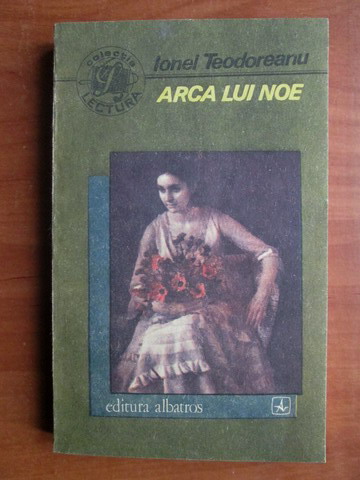 colecția
LECTURA
Ionel Teodoreanu
ARCA LUI NOE
editura albatros
A